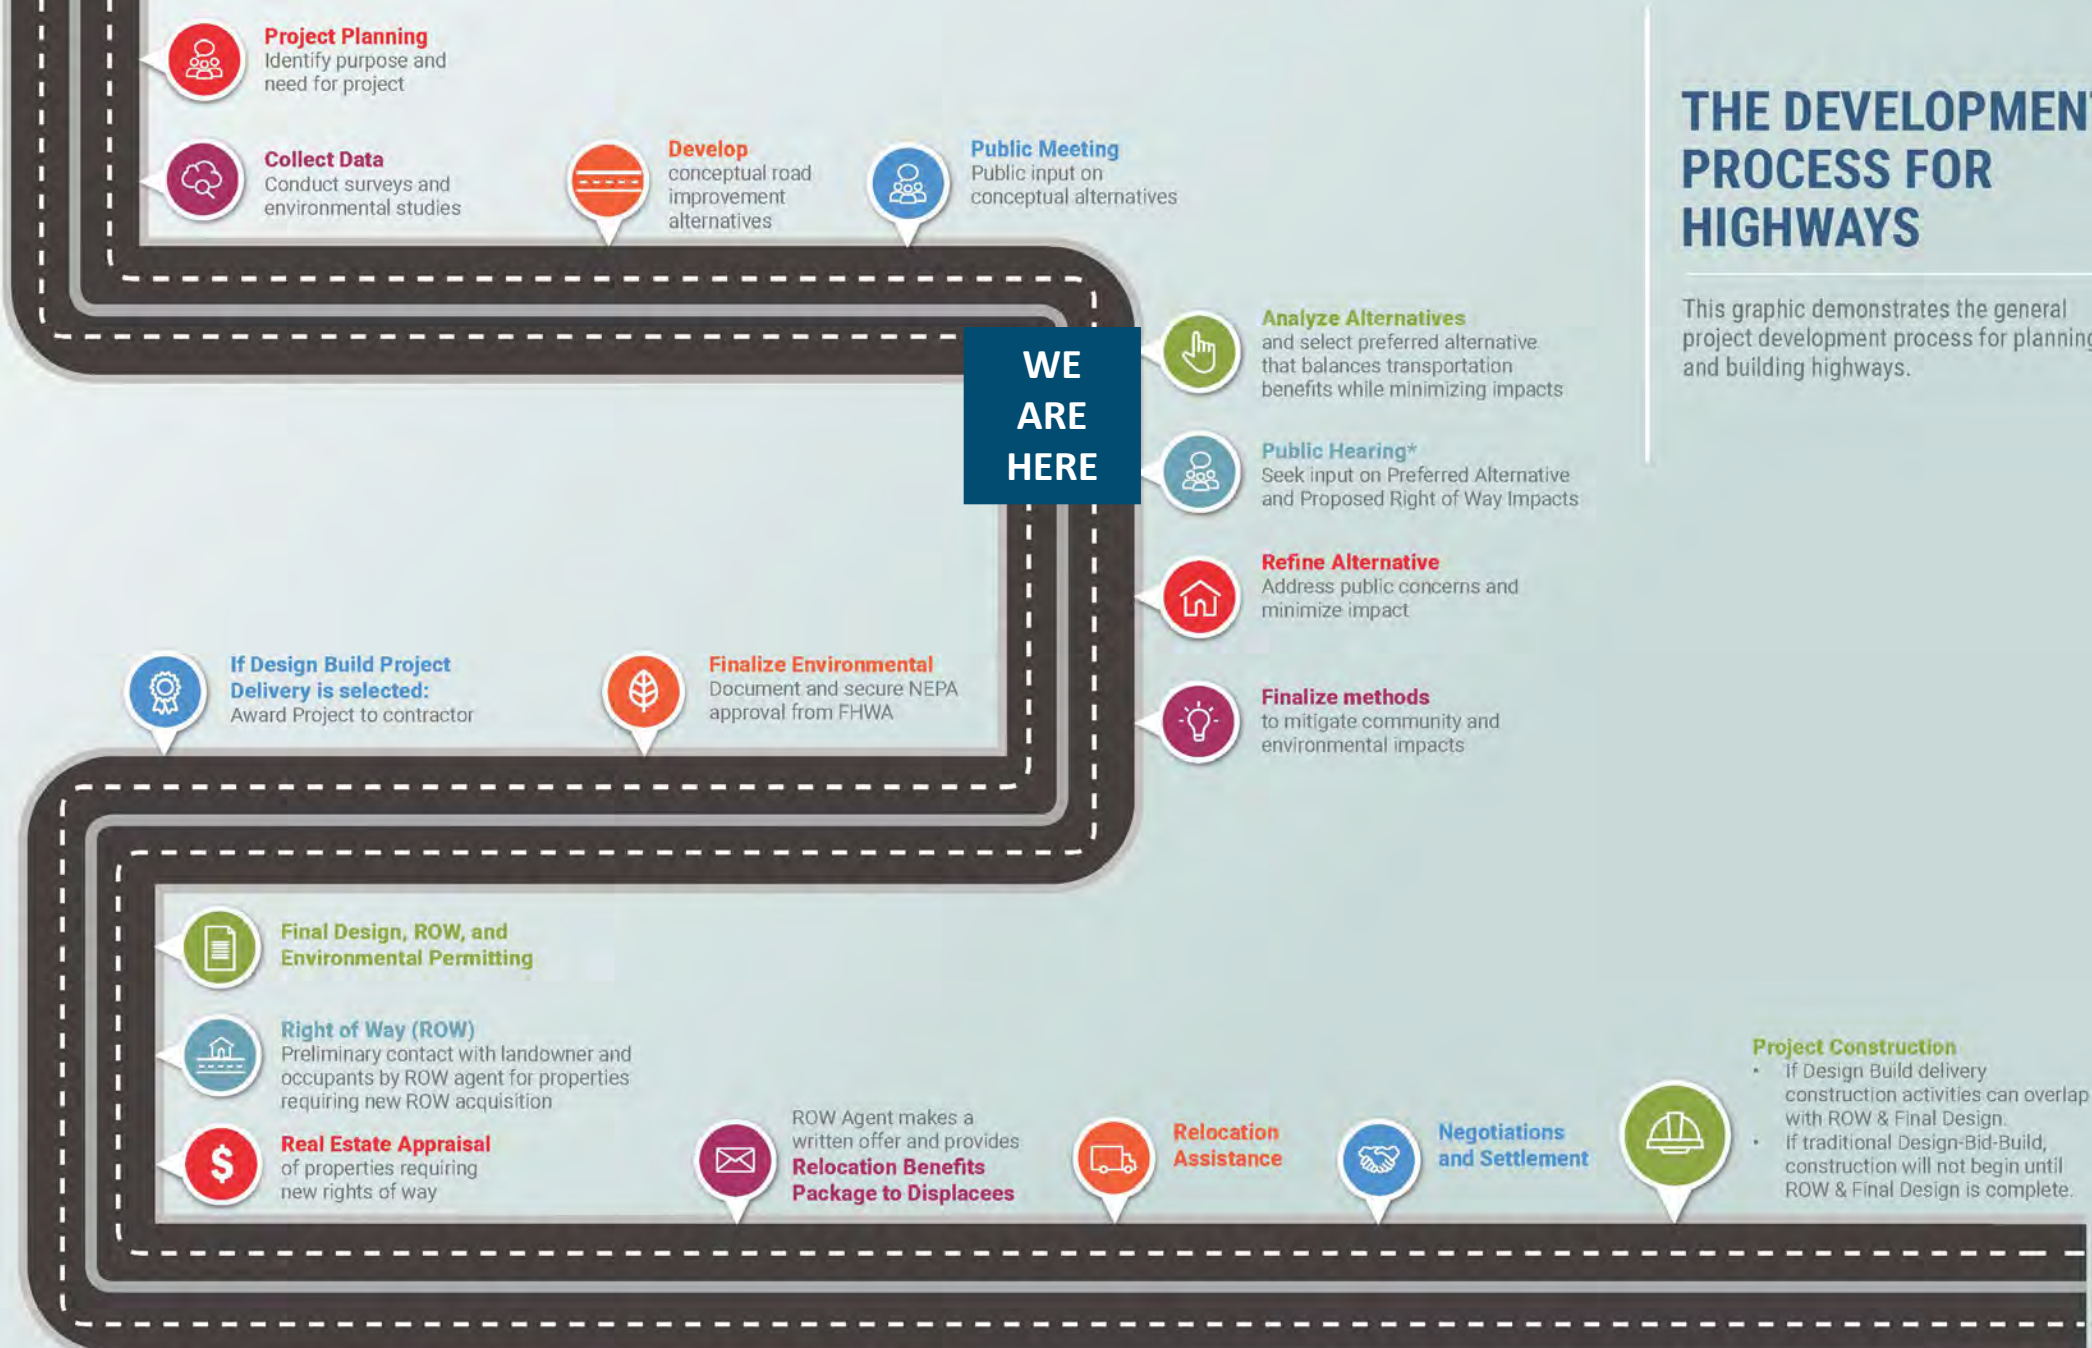 Project Planning
Identify purpose and
need for project
Collect Data
Conduct surveys and
environmental studies
Develop
conceptual road
improvement
alternatives
Public Meeting
Public input on
conceptual alternatives
THE DEVELOPMENT
PROCESS FOR
HIGHWAYS
This graphic demonstrates the general
project development process for planning
and building highways.
WE
ARE
HERE
Analyze Alternatives
and select preferred alternative
that balances transportation
benefits while minimizing impacts
Public Hearing*
Seek input on Preferred Alternative
and Proposed Right of Way Impacts
Refine Alternative
Address public concerns and
minimize impact
Finalize methods
to mitigate community and
environmental impacts
Finalize Environmental
Document and secure NEPA
approval from FHWA
If Design Build Project
Delivery is selected:
Award Project to contractor
Final Design, ROW, and
Environmental Permitting
Right of Way (ROW)
Preliminary contact with landowner and
occupants by ROW agent for properties
requiring new ROW acquisition
$
Real Estate Appraisal
of properties requiring
new rights of way
ROW Agent makes a
written offer and provides
Relocation Benefits
Package to Displacees
Relocation
Assistance
Negotiations
and Settlement
Project Construction
• If Design Build delivery
construction activities can overlap
with ROW & Final Design.
• If traditional Design-Bid-Build,
construction will not begin until
ROW & Final Design is complete.